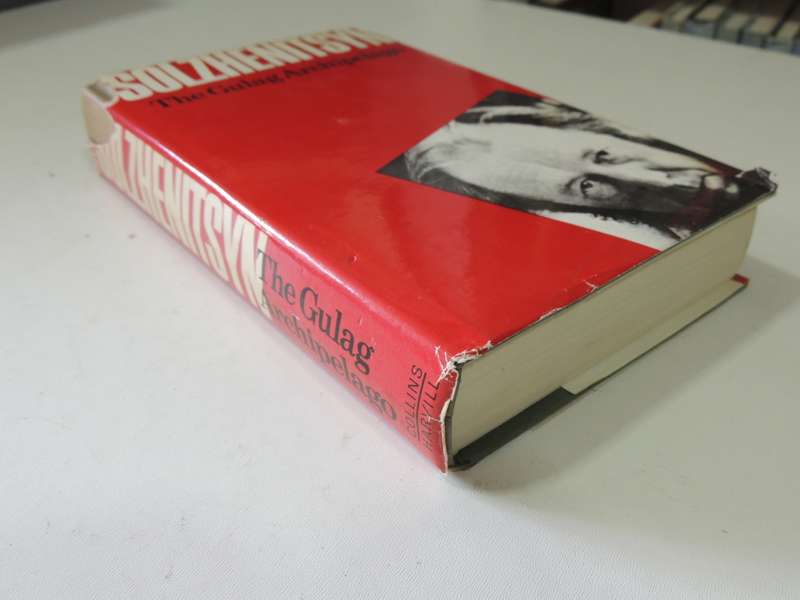 SOLZHENITSYN
The Gulag Archipelago
SOLZHENITSYN
The Gulag
Archipelago
COLLINS
HARVILL